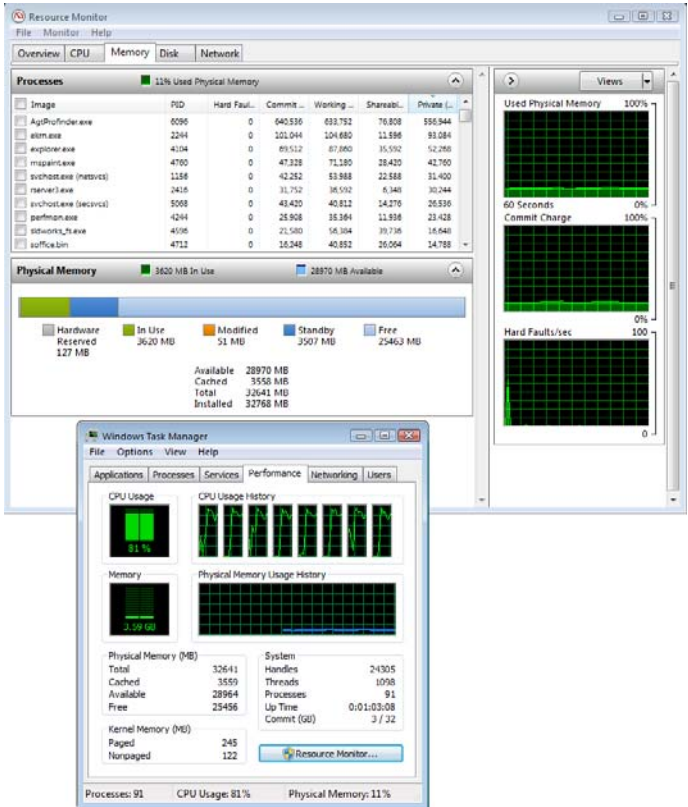 Resource Monitor
File Monitor Help
Overview CPU Memory Disk Network
Processes 11% Used Physical Memory
Image PID Hard Faul... Commit ... Working ... Shareabl... Private (...
AgtProfinder.exe 6096 0 640,536 633,752 76,808 556,944
ekrn.exe 2244 0 101,044 104,680 11,596 93,084
explorer.exe 4104 0 69,512 87,860 35,592 52,268
mspaint.exe 4760 0 47,328 71,180 28,420 42,760
svchost.exe (netsvcs) 1156 0 42,252 53,988 22,588 31,400
rserver3.exe 2416 0 31,752 36,592 6,348 30,244
svchost.exe (secsvcs) 5068 0 43,420 40,812 14,276 26,536
perfmon.exe 4244 0 25,908 35,364 11,936 23,428
sldworks_fs.exe 4596 0 21,580 56,384 39,736 16,648
soffice.bin 4712 0 16,248 40,852 26,064 14,788
Physical Memory 3620 MB In Use 28970 MB Available
Hardware Reserved 127 MB
In Use 3620 MB
Modified 51 MB
Standby 3507 MB
Free 25463 MB
Available 28970 MB
Cached 3558 MB
Total 32641 MB
Installed 32768 MB
Views
Used Physical Memory 100%
60 Seconds 0%
Commit Charge 100%
0%
Hard Faults/sec 100
0
Windows Task Manager
File Options View Help
Applications Processes Services Performance Networking Users
CPU Usage CPU Usage History
81 %
Memory Physical Memory Usage History
3.59 GB
Physical Memory (MB)
Total 32641
Cached 3559
Available 28964
Free 25456
Kernel Memory (MB)
Paged 245
Nonpaged 122
System
Handles 24305
Threads 1098
Processes 91
Up Time 0:01:03:08
Commit (GB) 3 / 32
Resource Monitor...
Processes: 91 CPU Usage: 81% Physical Memory: 11%